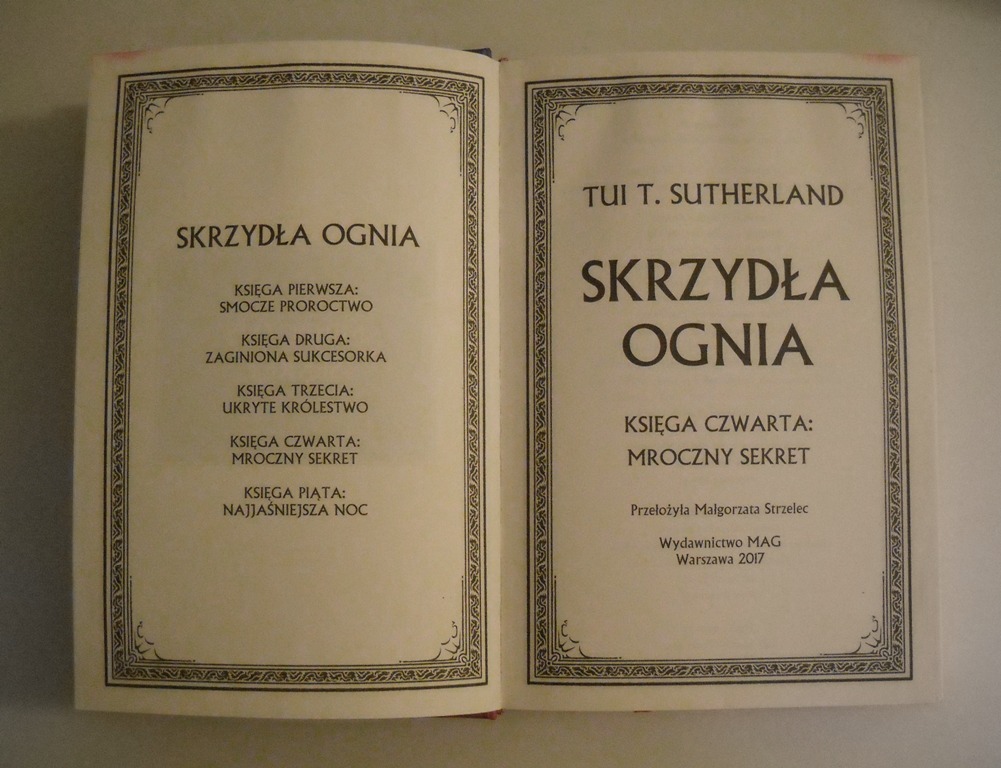 SKRZYDŁA OGNIA
KSIĘGA PIERWSZA:
SMOCZE PROROCTWO
KSIĘGA DRUGA:
ZAGINIONA SUKCESORKA
KSIĘGA TRZECIA:
UKRYTE KRÓLESTWO
KSIĘGA CZWARTA:
MROCZNY SEKRET
KSIĘGA PIĄTA:
NAJJAŚNIEJSZA NOC
TUI T. SUTHERLAND
SKRZYDŁA
OGNIA
KSIĘGA CZWARTA:
MROCZNY SEKRET
Przełożyła Małgorzata Strzelec
Wydawnictwo MAG
Warszawa 2017